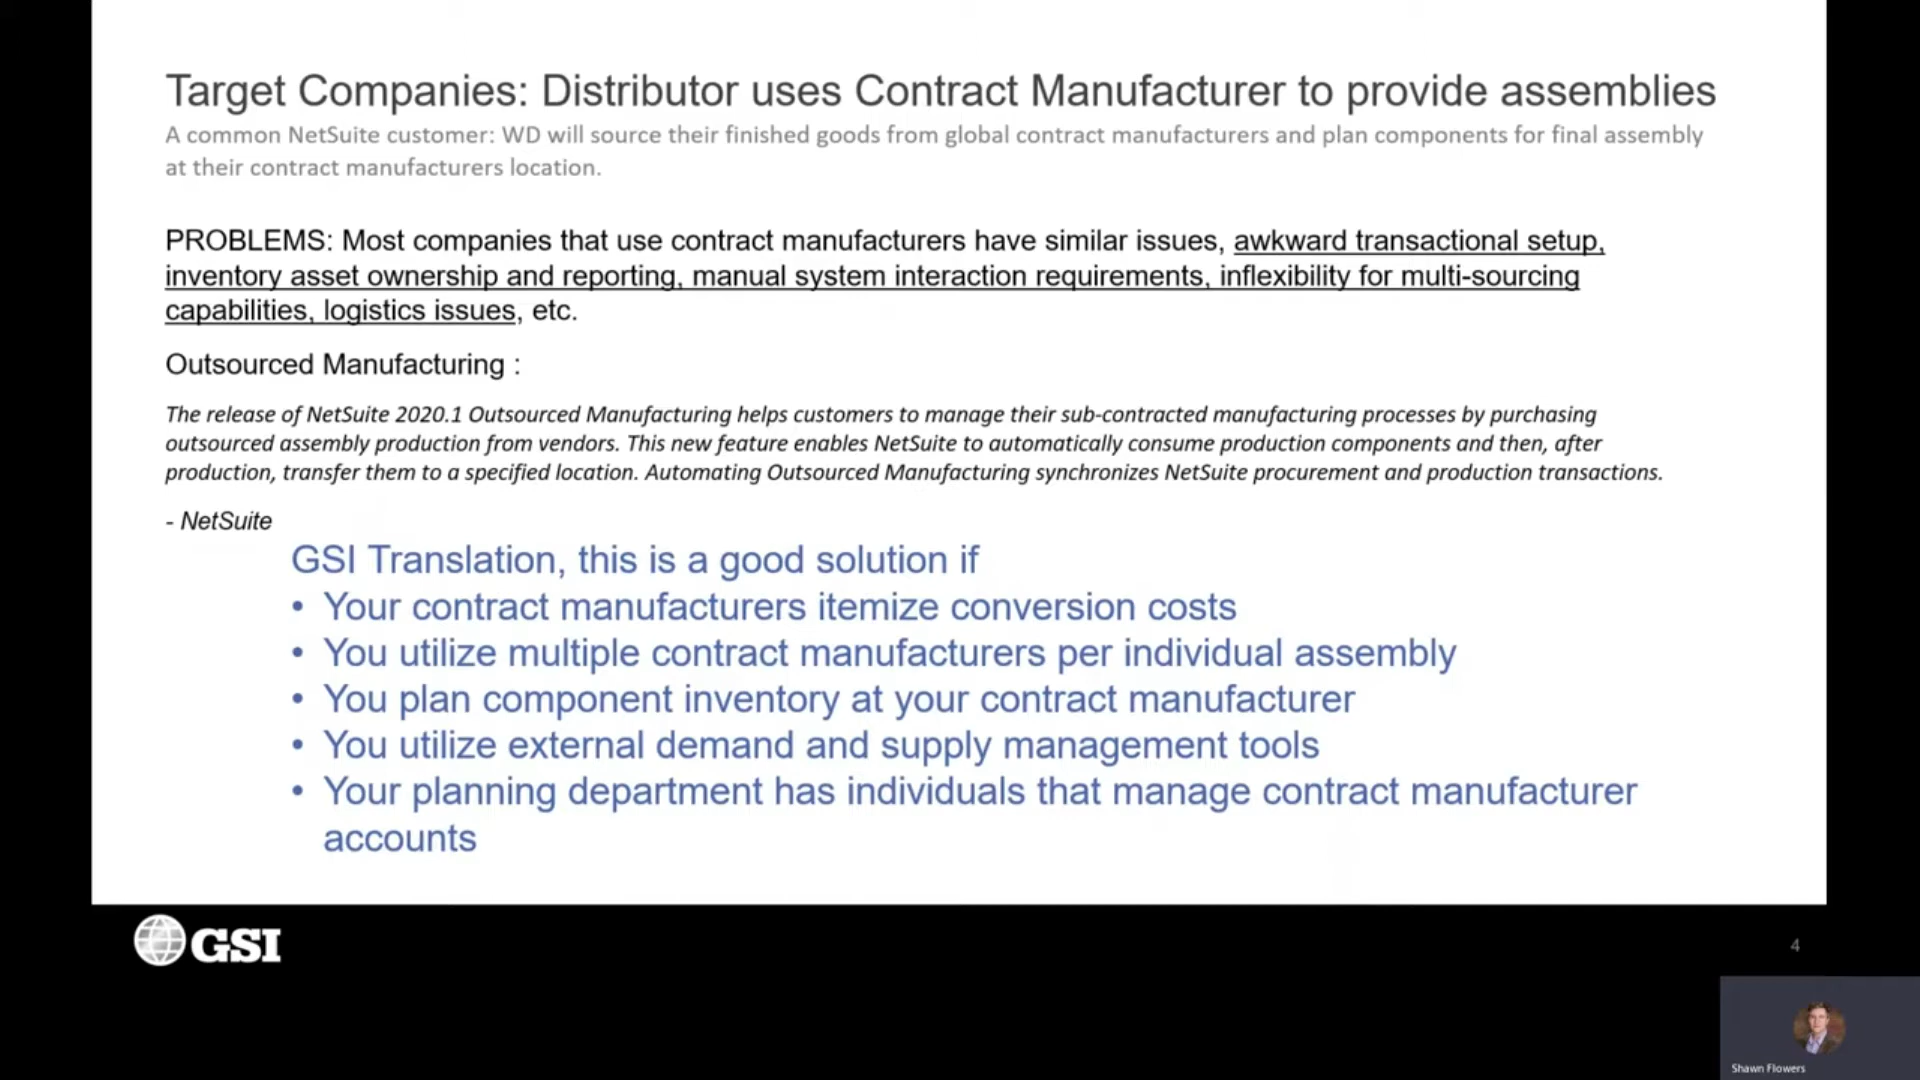 Target Companies: Distributor uses Contract Manufacturer to provide assemblies
A common NetSuite customer: WD will source their finished goods from global contract manufacturers and plan components for final assembly
at their contract manufacturers location.
PROBLEMS: Most companies that use contract manufacturers have similar issues, awkward transactional setup,
inventory asset ownership and reporting, manual system interaction requirements, inflexibility for multi-sourcing
capabilities, logistics issues, etc.
Outsourced Manufacturing :
The release of NetSuite 2020.1 Outsourced Manufacturing helps customers to manage their sub-contracted manufacturing processes by purchasing
outsourced assembly production from vendors. This new feature enables NetSuite to automatically consume production components and then, after
production, transfer them to a specified location. Automating Outsourced Manufacturing synchronizes NetSuite procurement and production transactions.
- NetSuite
GSI Translation, this is a good solution if
• Your contract manufacturers itemize conversion costs
• You utilize multiple contract manufacturers per individual assembly
• You plan component inventory at your contract manufacturer
• You utilize external demand and supply management tools
• Your planning department has individuals that manage contract manufacturer
accounts
GSI
4
Shawn Flowers